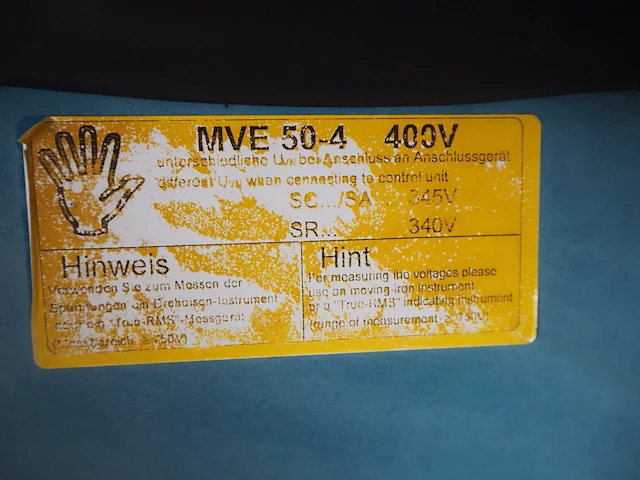 MVE 50-4 400V
unterschiedliche U bei Anschluss an Anschlussgerät
different U when connecting to control unit
SC.../SA... 345V
SR... 340V
Hinweis
Verwenden Sie zum Messen der
Spannungen ein Dreheisen-Instrument
oder ein "True-RMS"-Messgerät
(Messbereich ≥750V)
Hint
For measuring the voltages please
use an moving-iron instrument
or a "True-RMS" indicating instrument
(range of measurement ≥750V)